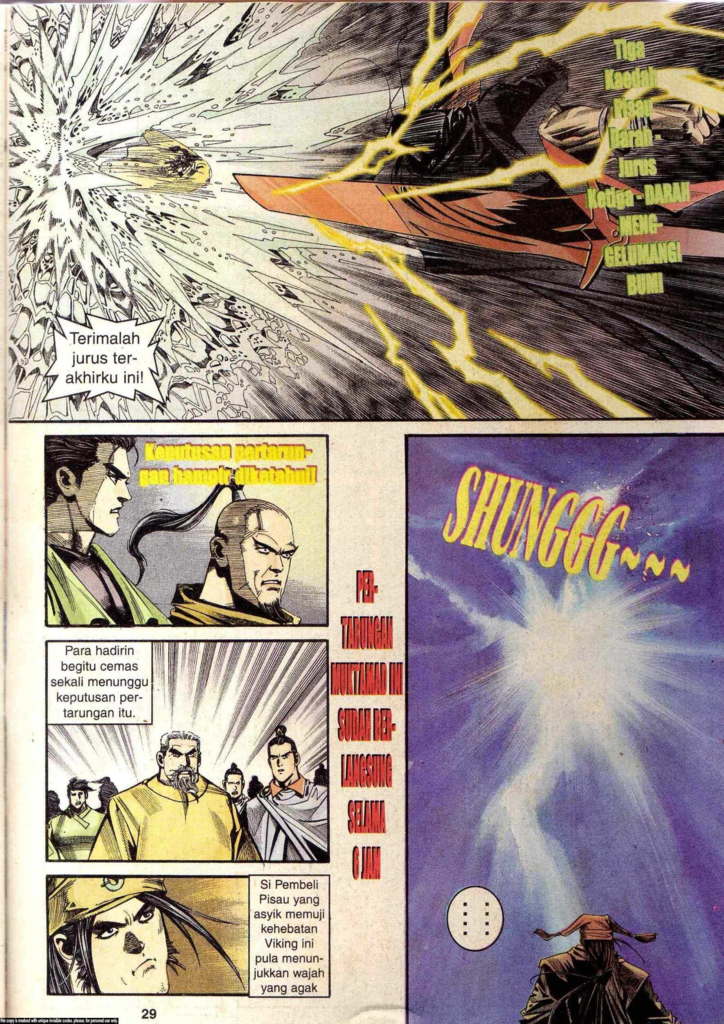 Tiga
Kaedah
Pisau
Darah -
Jurus
Ketiga - DARAH
MENG-
GELUMANGI
BUMI
Terimalah
jurus ter-
akhirku ini!
Keputusan pertarun-
gan hampir diketahui!
SHUNGGG~~~
PER-
TARUNGAN
MUKTAMAD INI
SUDAH BER-
LANGSUNG
SELAMA
6 JAM
Para hadirin
begitu cemas
sekali menunggu
keputusan per-
tarungan itu.
Si Pembeli
Pisau yang
asyik memuji
kehebatan
Viking ini
pula menun-
jukkan wajah
yang agak
29